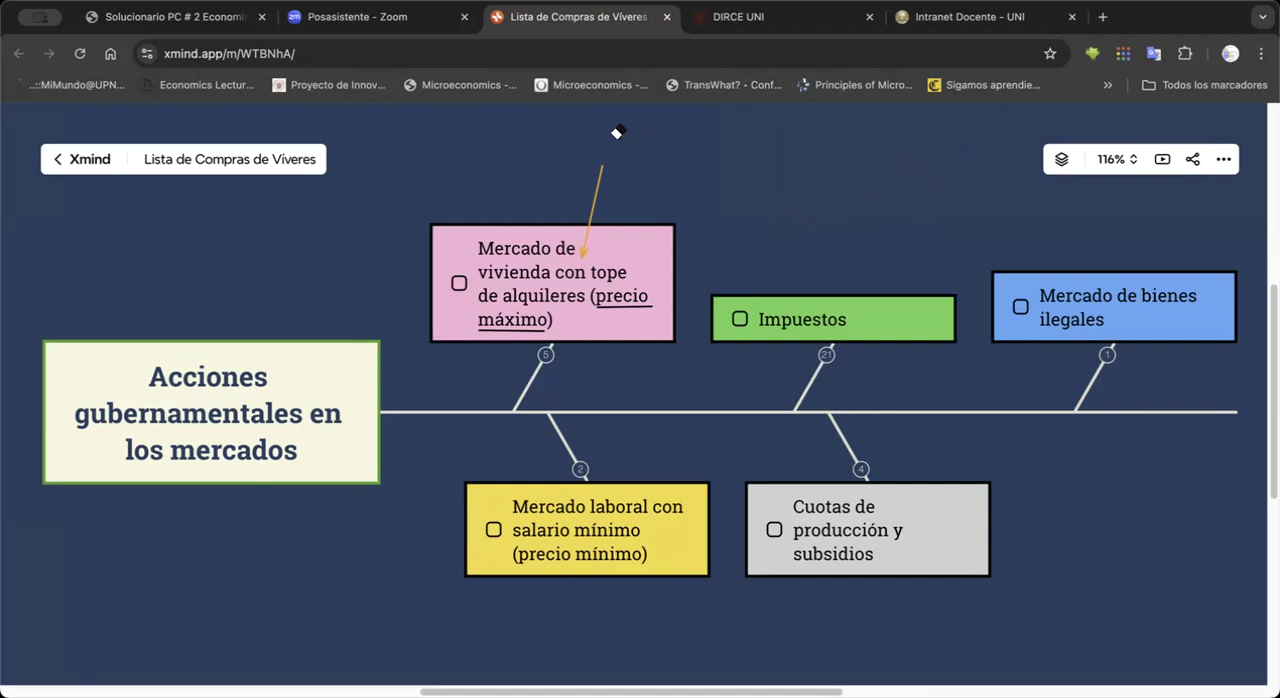 Solucionario PC # 2 Economi
Posasistente - Zoom
Lista de Compras de Víveres
DIRCE UNI
Intranet Docente - UNI
xmind.app/m/WTBNhA/
..::MiMundo@UPN...
Economics Lectur...
Proyecto de Innov...
Microeconomics -...
Microeconomics -...
TransWhat? • Conf...
Principles of Micro...
Sigamos aprendie...
Todos los marcadores
Xmind
Lista de Compras de Víveres
116%
Mercado de
vivienda con tope
de alquileres (precio
máximo)
Impuestos
Mercado de bienes
ilegales
5
21
1
Acciones
gubernamentales en
los mercados
2
4
Mercado laboral con
salario mínimo
(precio mínimo)
Cuotas de
producción y
subsidios